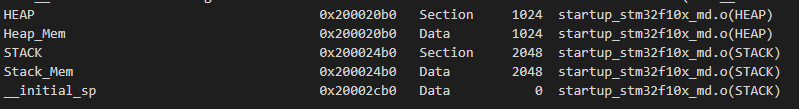 HEAP 0x200020b0 Section 1024 startup_stm32f10x_md.o(HEAP)
Heap_Mem 0x200020b0 Data 1024 startup_stm32f10x_md.o(HEAP)
STACK 0x200024b0 Section 2048 startup_stm32f10x_md.o(STACK)
Stack_Mem 0x200024b0 Data 2048 startup_stm32f10x_md.o(STACK)
__initial_sp 0x20002cb0 Data 0 startup_stm32f10x_md.o(STACK)